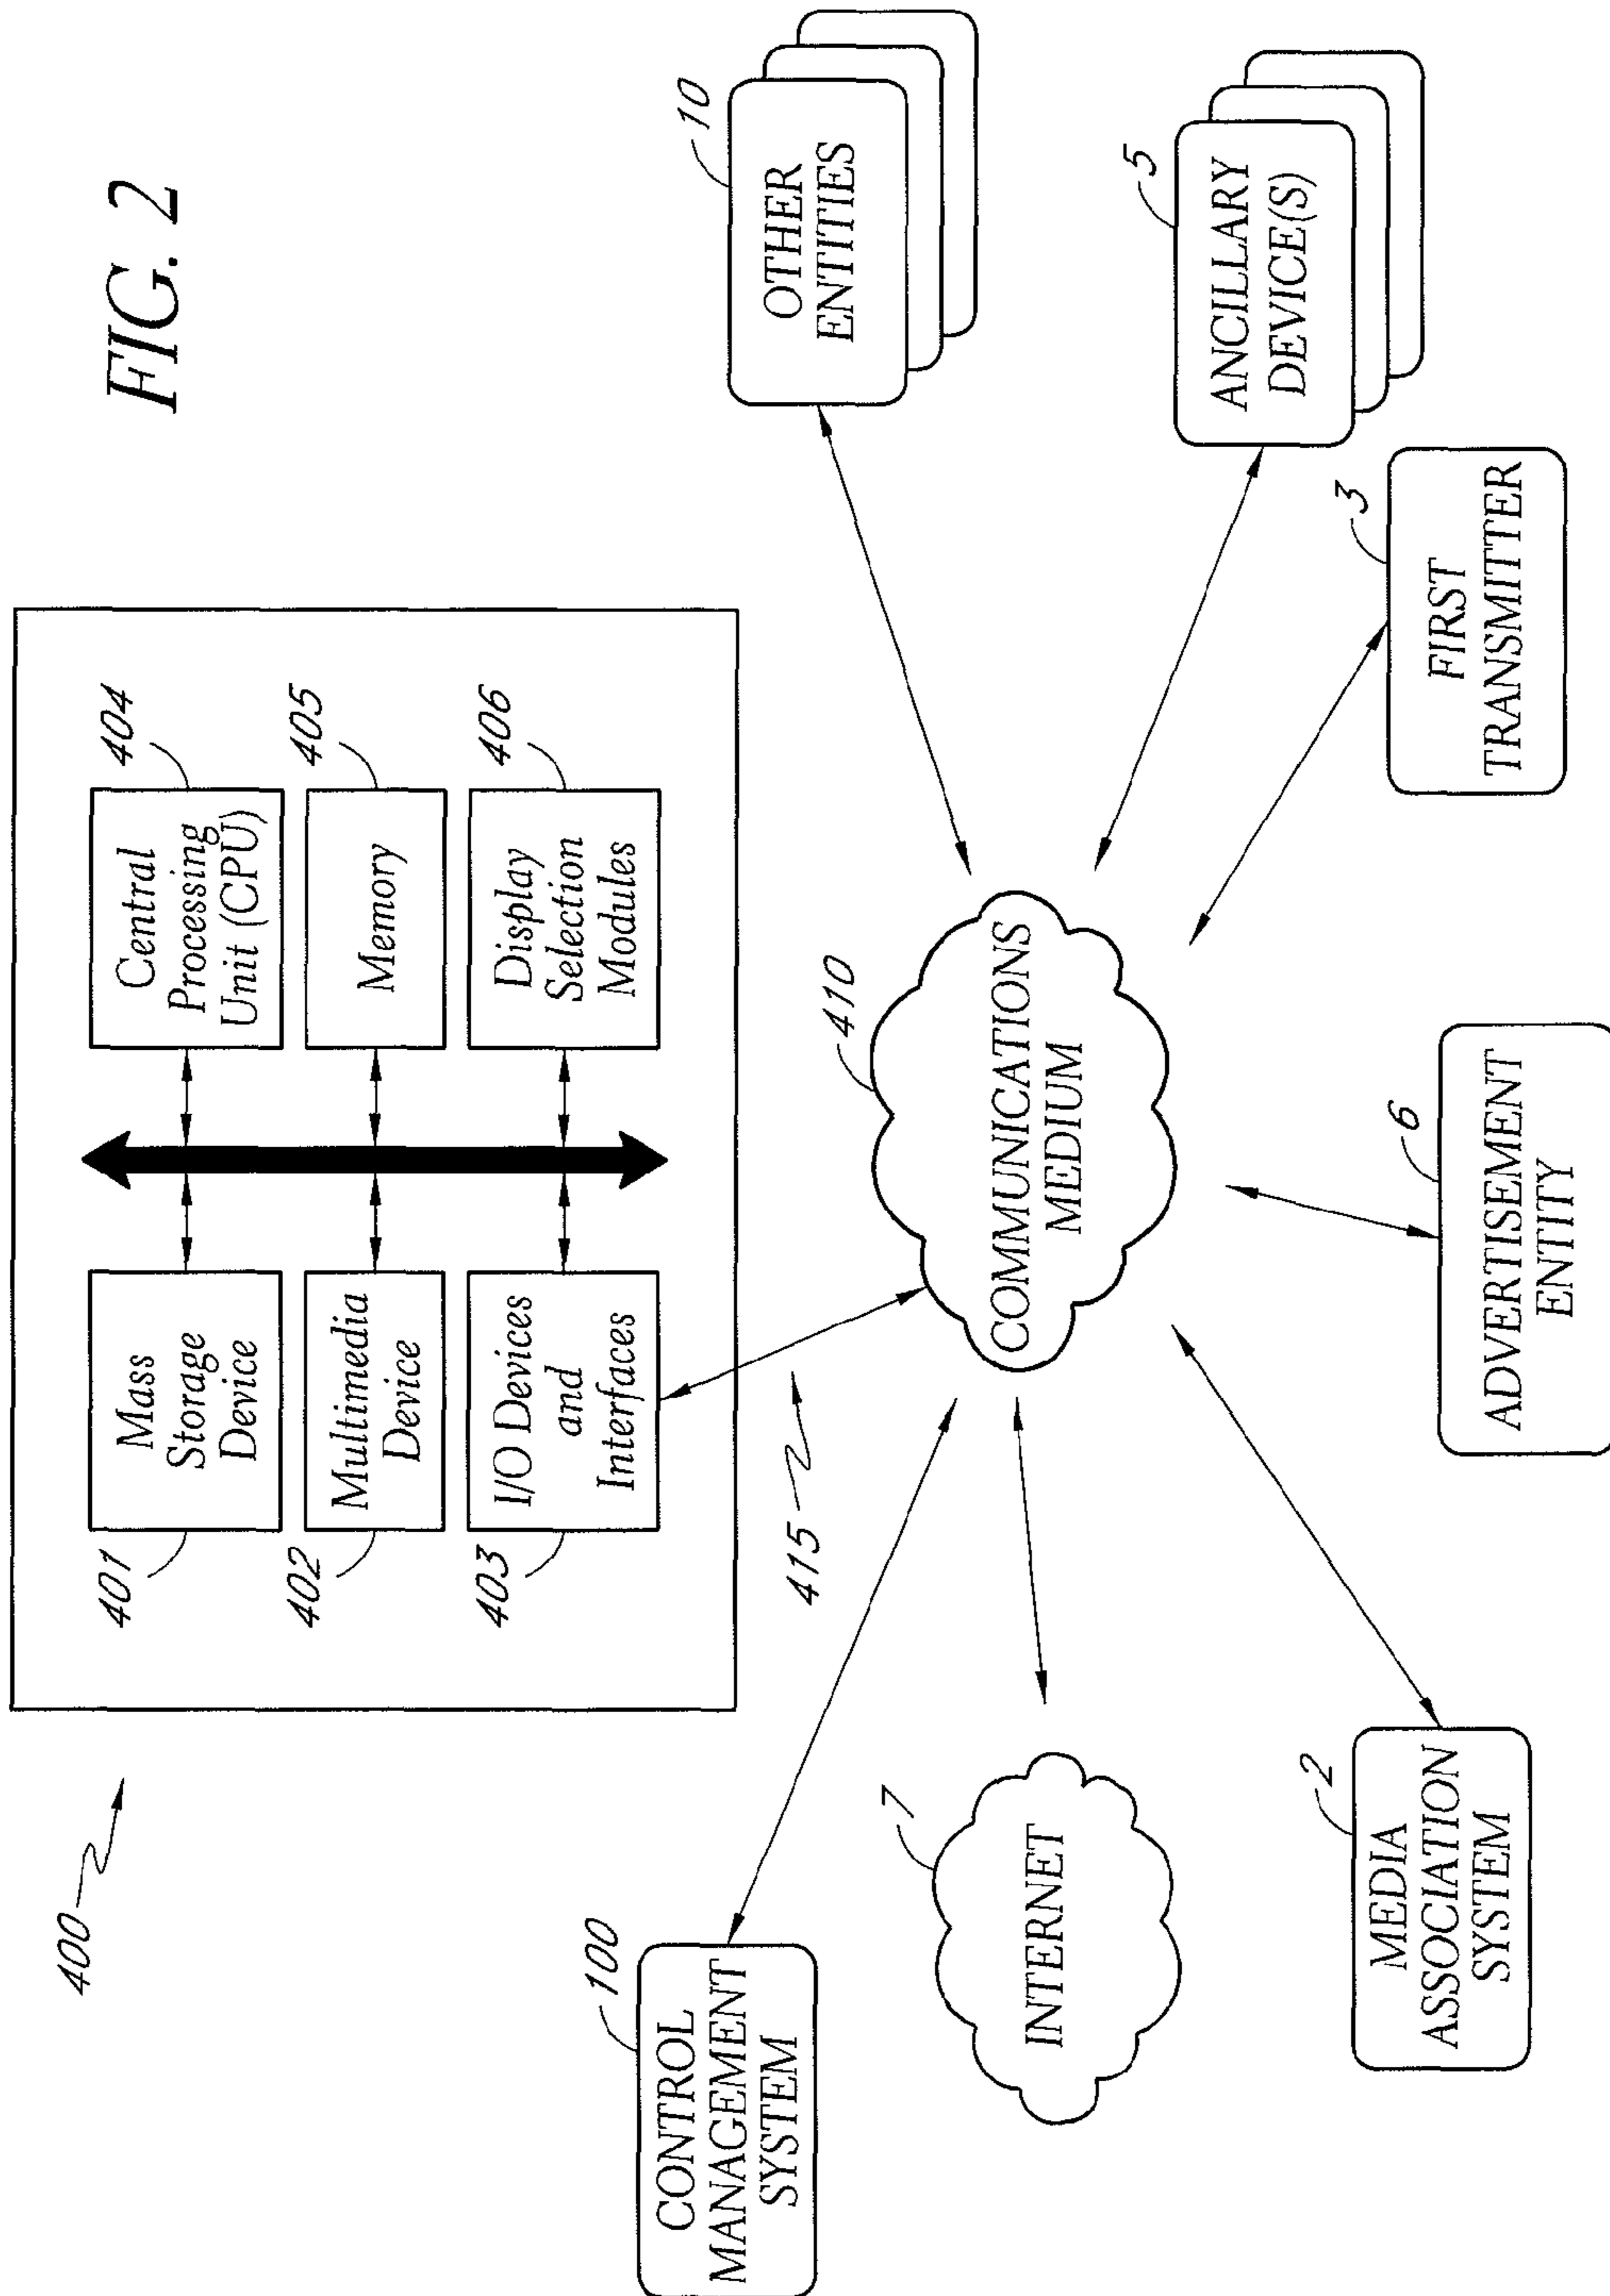 FIG. 2
400
401
Mass
Storage
Device
402
Multimedia
Device
403
I/O Devices
and
Interfaces
404
Central
Processing
Unit (CPU)
405
Memory
406
Display
Selection
Modules
415
410
COMMUNICATIONS
MEDIUM
100
CONTROL
MANAGEMENT
SYSTEM
7
INTERNET
2
MEDIA
ASSOCIATION
SYSTEM
6
ADVERTISEMENT
ENTITY
3
FIRST
TRANSMITTER
5
ANCILLARY
DEVICE(S)
10
OTHER
ENTITIES